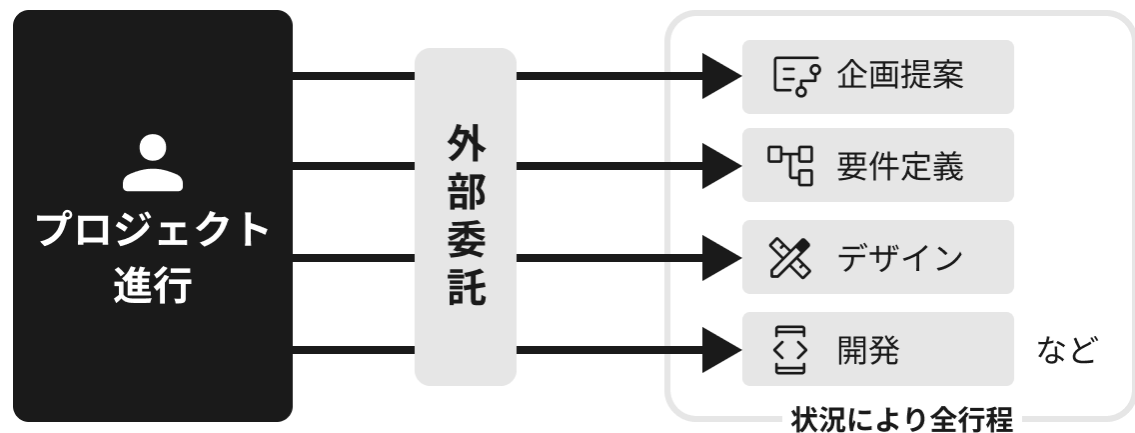 プロジェクト
進行
外部委託
企画提案
要件定義
デザイン
開発
など
状況により全行程